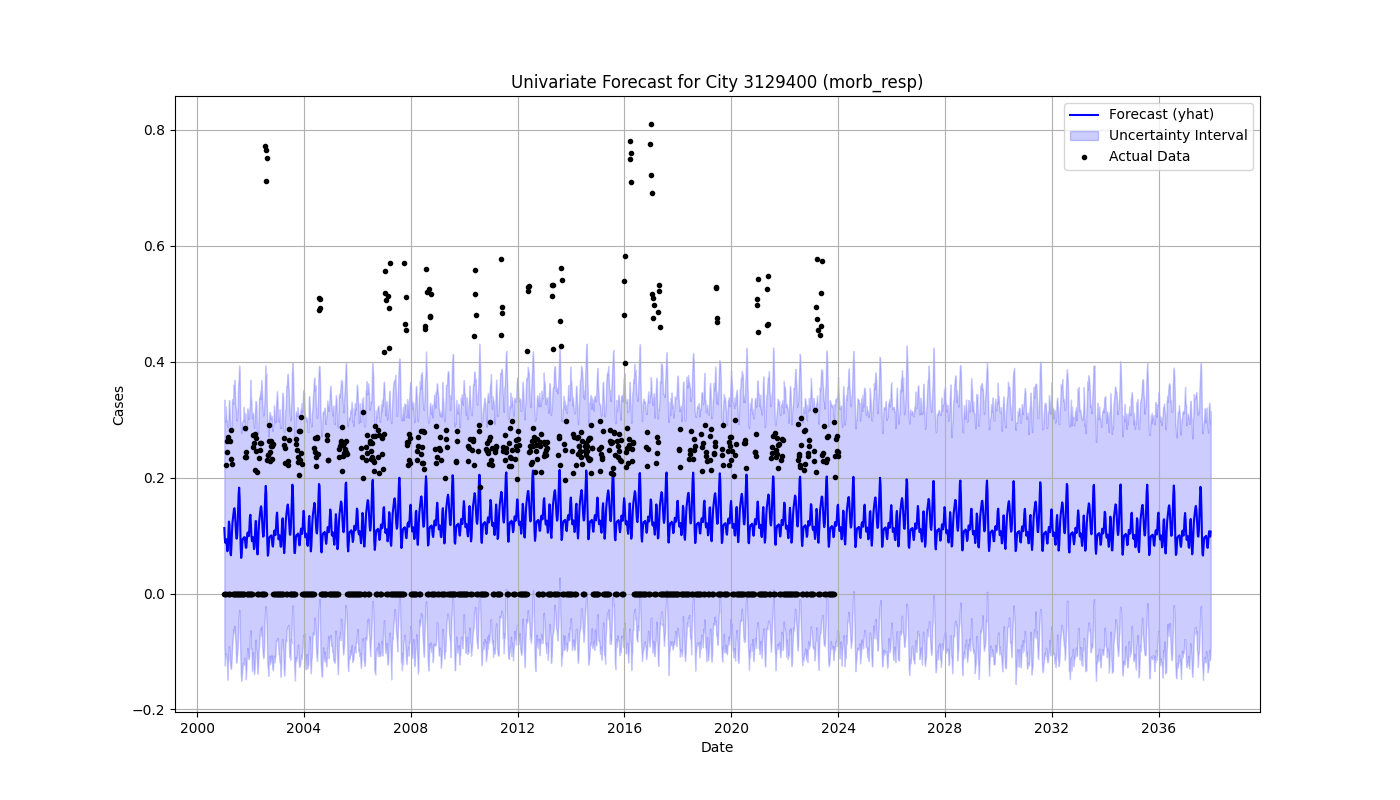 Univariate Forecast for City 3129400 (morb_resp)
Forecast (yhat)
Uncertainty Interval
Actual Data
Cases
0.8
0.6
0.4
0.2
0.0
−0.2
2000 2004 2008 2012 2016 2020 2024 2028 2032 2036
Date